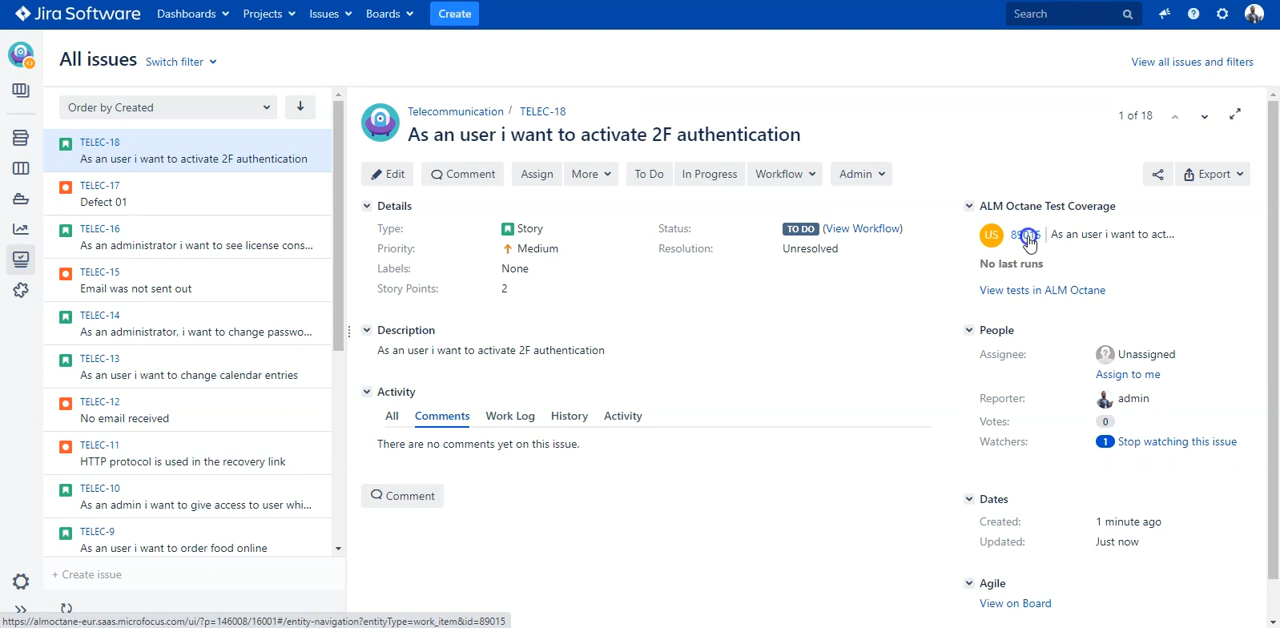 Jira Software Dashboards Projects Issues Boards Create Search
All issues Switch filter View all issues and filters
Order by Created
TELEC-18
As an user i want to activate 2F authentication
TELEC-17
Defect 01
TELEC-16
As an administrator i want to see license cons...
TELEC-15
Email was not sent out
TELEC-14
As an administrator, i want to change passwo...
TELEC-13
As an user i want to change calendar entries
TELEC-12
No email received
TELEC-11
HTTP protocol is used in the recovery link
TELEC-10
As an admin i want to give access to user whi...
TELEC-9
As an user i want to order food online
+ Create issue
Telecommunication / TELEC-18
As an user i want to activate 2F authentication
1 of 18
Edit Comment Assign More To Do In Progress Workflow Admin Export
Details
Type: Story Status: TO DO (View Workflow)
Priority: Medium Resolution: Unresolved
Labels: None
Story Points: 2
Description
As an user i want to activate 2F authentication
Activity
All Comments Work Log History Activity
There are no comments yet on this issue.
Comment
ALM Octane Test Coverage
US As an user i want to act...
No last runs
View tests in ALM Octane
People
Assignee: Unassigned
Assign to me
Reporter: admin
Votes: 0
Watchers: 1 Stop watching this issue
Dates
Created: 1 minute ago
Updated: Just now
Agile
View on Board
https://almoctane-eur.saas.microfocus.com/ui/?p=146008/16001#/entity-navigation?entityType=work_item&id=89015